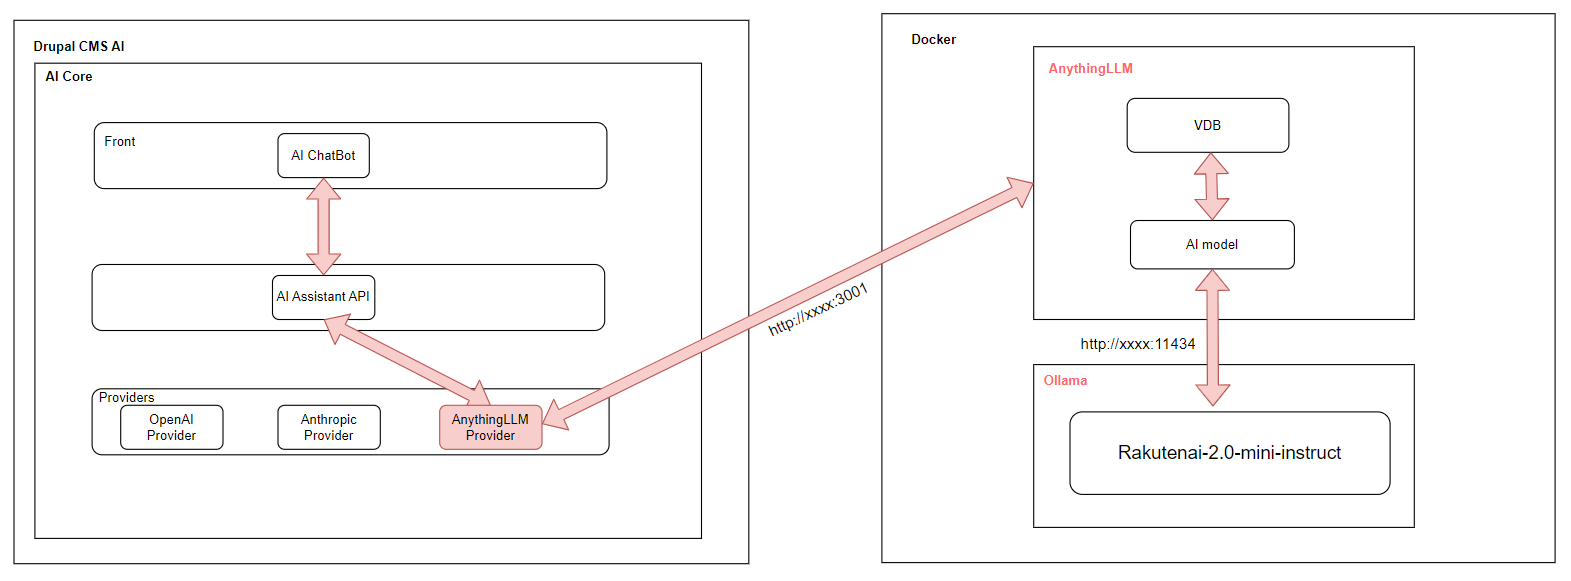 Drupal CMS AI
AI Core
Front
AI ChatBot
AI Assistant API
Providers
OpenAI
Provider
Anthropic
Provider
AnythingLLM
Provider
http://xxxx:3001
Docker
AnythingLLM
VDB
AI model
http://xxxx:11434
Ollama
Rakutenai-2.0-mini-instruct